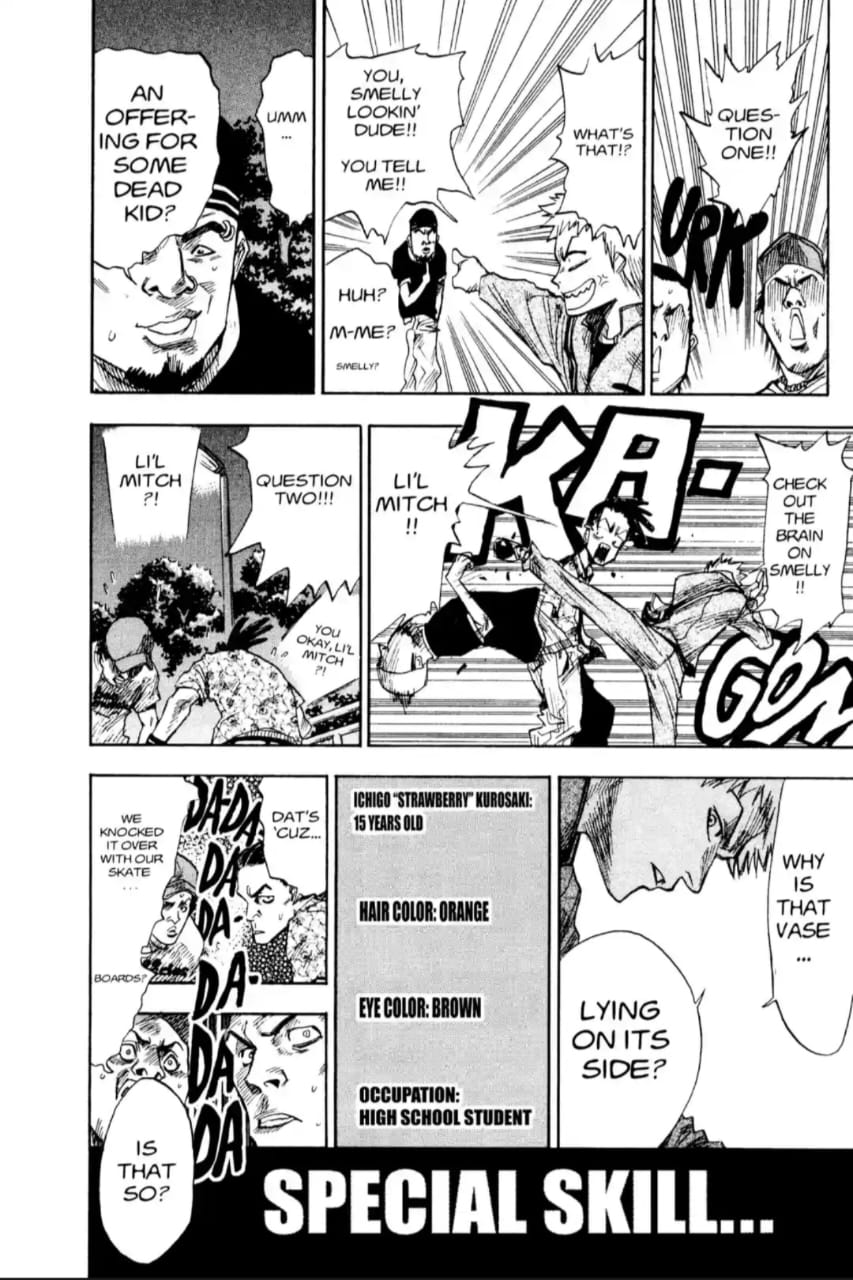 QUES-
TION
ONE!!
URK
WHAT'S
THAT!?
YOU,
SMELLY
LOOKIN'
DUDE!!
YOU TELL
ME!!
HUH?
M-ME?
SMELLY?
UMM
...
AN
OFFER-
ING FOR
SOME
DEAD
KID?
CHECK
OUT
THE
BRAIN
ON
SMELLY
!!
KA-
GOM
LI'L
MITCH
!!
QUESTION
TWO!!!
YOU
OKAY, LI'L
MITCH
?!
LI'L
MITCH
?!
WHY
IS
THAT
VASE
...
LYING
ON ITS
SIDE?
ICHIGO "STRAWBERRY" KUROSAKI:
15 YEARS OLD
HAIR COLOR: ORANGE
EYE COLOR: BROWN
OCCUPATION:
HIGH SCHOOL STUDENT
DAT'S
'CUZ...
DA-DA-
DA
DA-
DA-
DA
DA
WE
KNOCKED
IT OVER
WITH OUR
SKATE
...
BOARDS?
IS
THAT
SO?
SPECIAL SKILL...